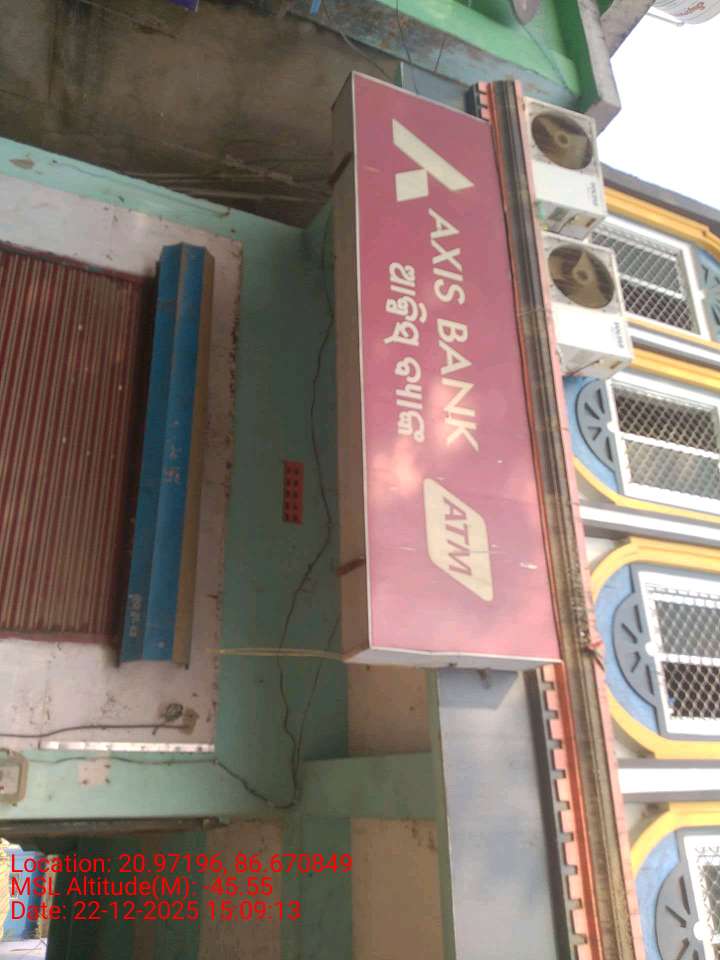 AXIS BANK
ଆକ୍ସିସ୍ ବ୍ୟାଙ୍କ
ATM
Location: 20.97196, 86.670849
MSL Altitude(M): -45.55
Date: 22-12-2025 15:09:13